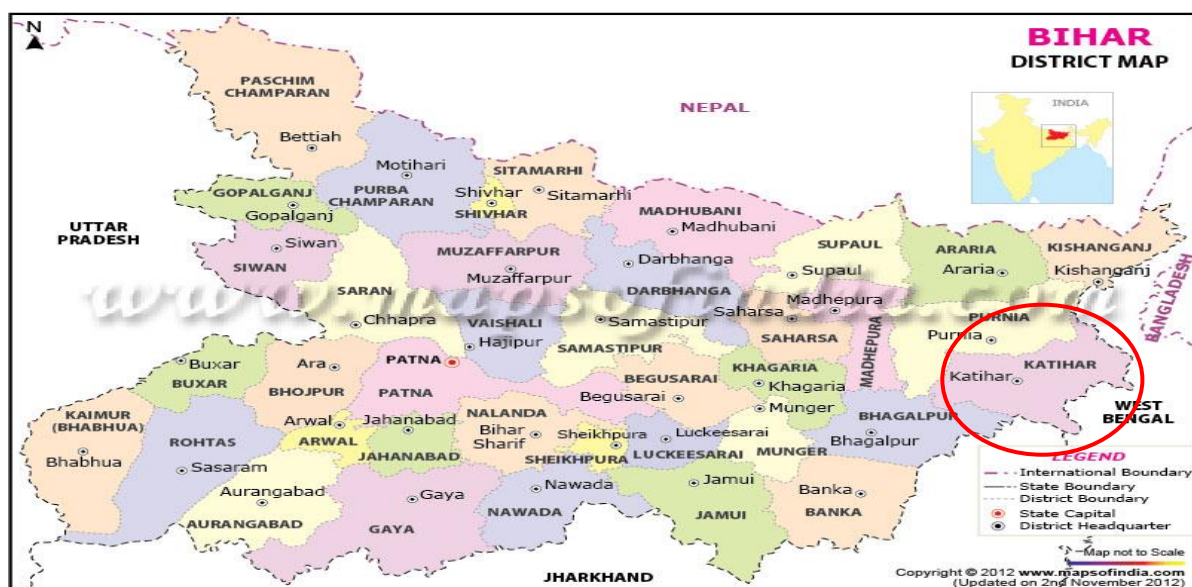 N
BIHAR
DISTRICT MAP
INDIA
NEPAL
PASCHIM
CHAMPARAN
Bettiah
Motihari
PURBA
CHAMPARAN
SITAMARHI
Sitamarhi
Shivhar
SHIVHAR
GOPALGANJ
Gopalganj
UTTAR
PRADESH
Siwan
SIWAN
MADHUBANI
Madhubani
MUZAFFARPUR
Muzaffarpur
Darbhanga
DARBHANGA
SUPAUL
Supaul
ARARIA
Araria
KISHANGANJ
Kishanganj
www.mapsofindia.com
SARAN
Chhapra
VAISHALI
Hajipur
Samastipur
SAMASTIPUR
Madhepura
Saharsa
SAHARSA
MADHEPURA
PURNIA
Purnia
BANGLADESH
KATIHAR
Katihar
WEST
BENGAL
Buxar
BUXAR
Ara
BHOJPUR
PATNA
PATNA
BEGUSARAI
Begusarai
KHAGARIA
Khagaria
Munger
MUNGER
BHAGALPUR
Bhagalpur
KAIMUR
(BHABHUA)
Bhabhua
ROHTAS
Sasaram
Arwal
ARWAL
Jahanabad
JAHANABAD
NALANDA
Bihar
Sharif
Sheikhpura
SHEIKHPURA
Luckeesarai
LUCKEESARAI
Aurangabad
AURANGABAD
Gaya
GAYA
Nawada
NAWADA
Jamui
JAMUI
Banka
BANKA
JHARKHAND
LEGEND
International Boundary
State Boundary
District Boundary
State Capital
District Headquarter
Map not to Scale
Copyright © 2012 www.mapsofindia.com
(Updated on 2nd November 2012)